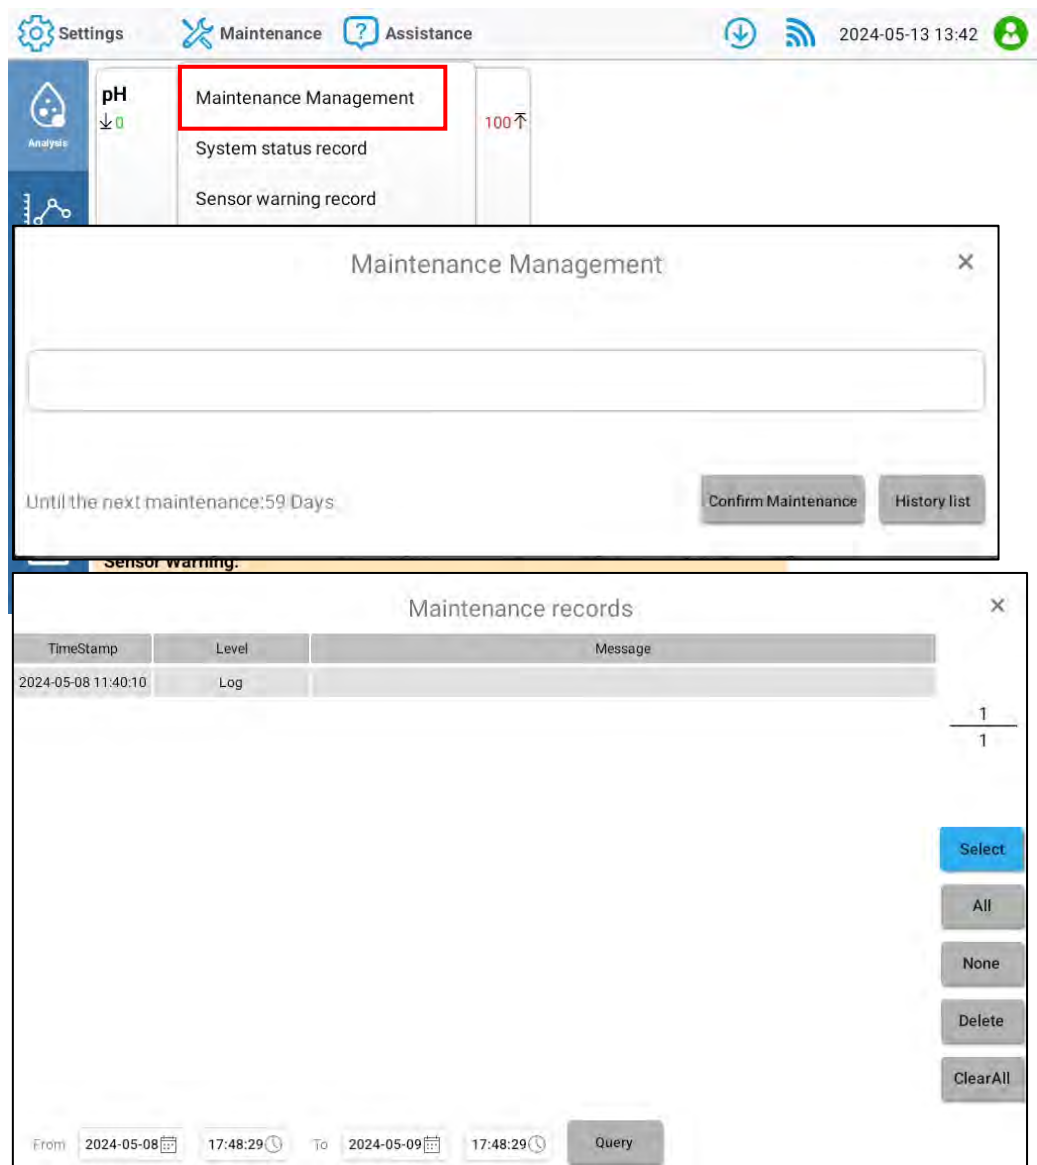 Settings Maintenance ? Assistance 2024-05-13 13:42
Analysis
pH
0
100
Maintenance Management
System status record
Sensor warning record
Maintenance Management ×
Until the next maintenance:59 Days Confirm Maintenance History list
Sensor Warning:
Maintenance records ×
TimeStamp Level Message
2024-05-08 11:40:10 Log
1
1
Select
All
None
Delete
ClearAll
From 2024-05-08 17:48:29 To 2024-05-09 17:48:29 Query